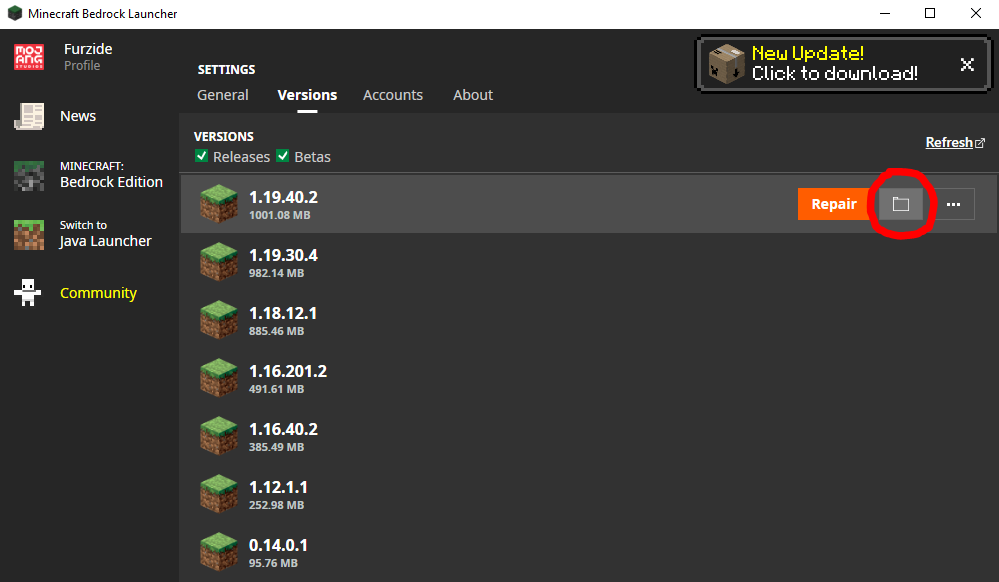 Minecraft Bedrock Launcher
MOJ
ANG
STUDIOS
Furzide
Profile
News
MINECRAFT:
Bedrock Edition
Switch to
Java Launcher
Community
New Update!
Click to download!
SETTINGS
General Versions Accounts About
VERSIONS
Releases Betas
Refresh
1.19.40.2
1001.08 MB
Repair
1.19.30.4
982.14 MB
1.18.12.1
885.46 MB
1.16.201.2
491.61 MB
1.16.40.2
385.49 MB
1.12.1.1
252.98 MB
0.14.0.1
95.76 MB